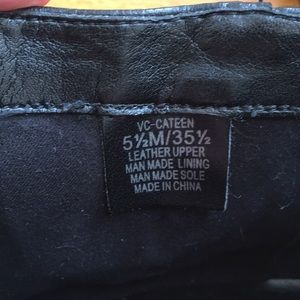 VC-CATEEN
5½M/35½
LEATHER UPPER
MAN MADE LINING
MAN MADE SOLE
MADE IN CHINA